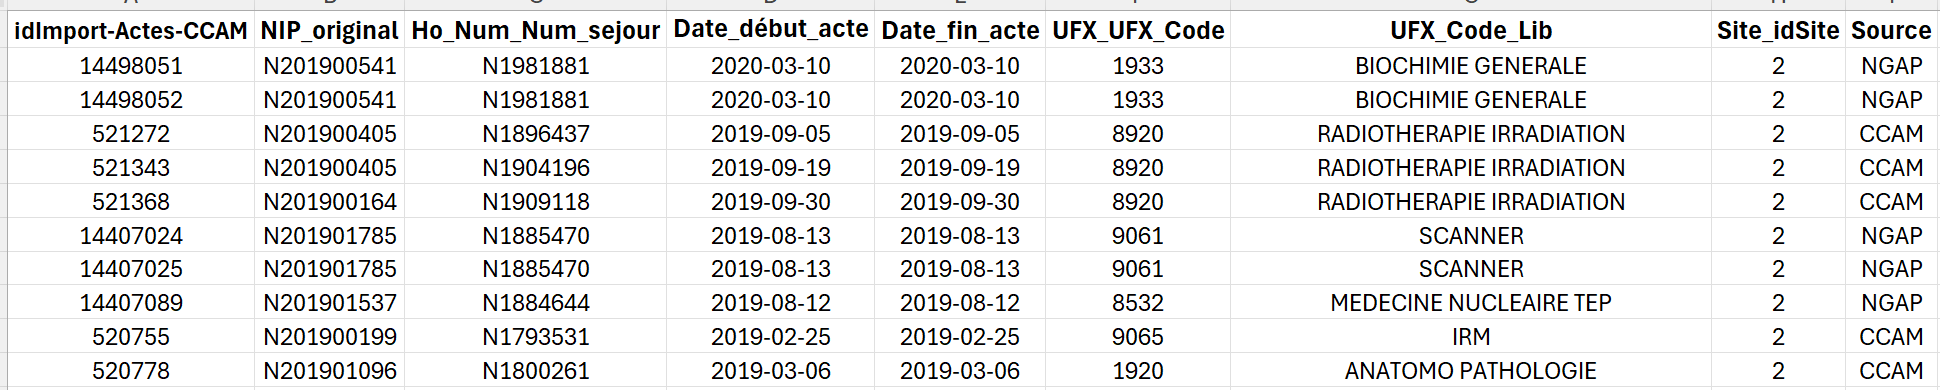 idImport-Actes-CCAM NIP_original Ho_Num_Num_sejour Date_début_acte Date_fin_acte UFX_UFX_Code UFX_Code_Lib Site_idSite Source
14498051 N201900541 N1981881 2020-03-10 2020-03-10 1933 BIOCHIMIE GENERALE 2 NGAP
14498052 N201900541 N1981881 2020-03-10 2020-03-10 1933 BIOCHIMIE GENERALE 2 NGAP
521272 N201900405 N1896437 2019-09-05 2019-09-05 8920 RADIOTHERAPIE IRRADIATION 2 CCAM
521343 N201900405 N1904196 2019-09-19 2019-09-19 8920 RADIOTHERAPIE IRRADIATION 2 CCAM
521368 N201900164 N1909118 2019-09-30 2019-09-30 8920 RADIOTHERAPIE IRRADIATION 2 CCAM
14407024 N201901785 N1885470 2019-08-13 2019-08-13 9061 SCANNER 2 NGAP
14407025 N201901785 N1885470 2019-08-13 2019-08-13 9061 SCANNER 2 NGAP
14407089 N201901537 N1884644 2019-08-12 2019-08-12 8532 MEDECINE NUCLEAIRE TEP 2 NGAP
520755 N201900199 N1793531 2019-02-25 2019-02-25 9065 IRM 2 CCAM
520778 N201901096 N1800261 2019-03-06 2019-03-06 1920 ANATOMO PATHOLOGIE 2 CCAM